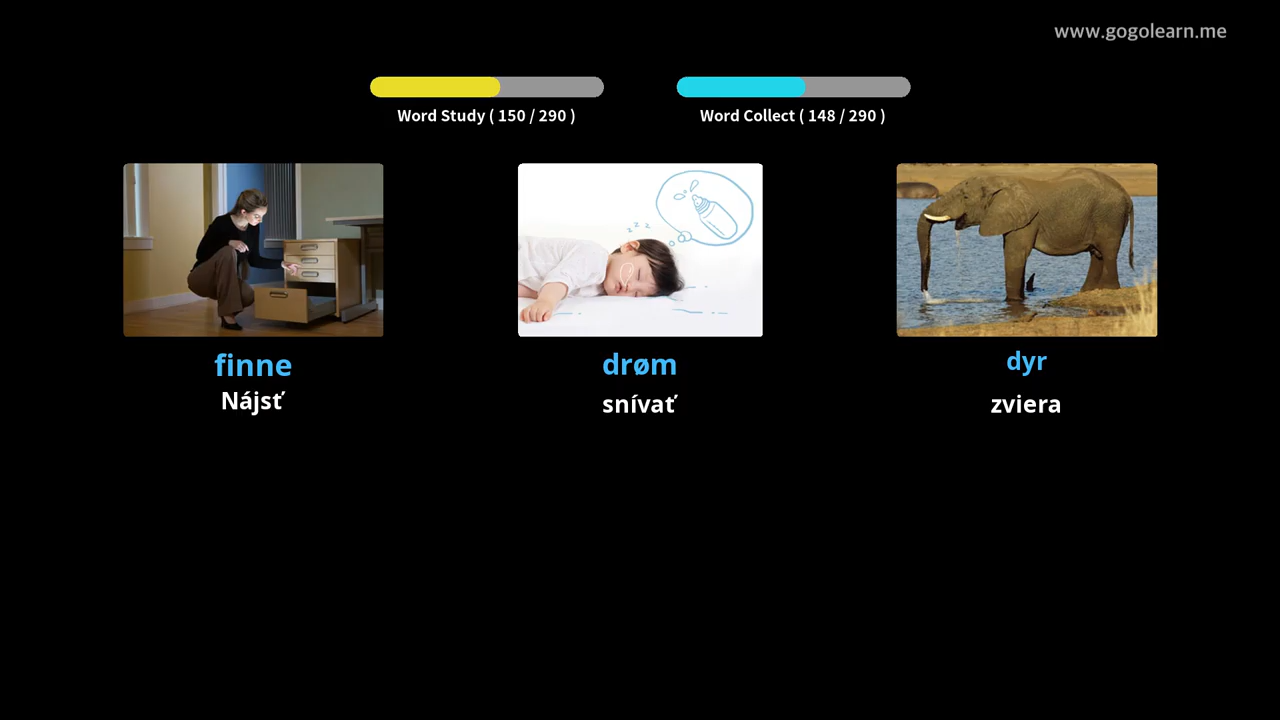 www.gogolearn.me
Word Study ( 150 / 290 )
Word Collect ( 148 / 290 )
finne
Nájsť
drøm
snívať
dyr
zviera